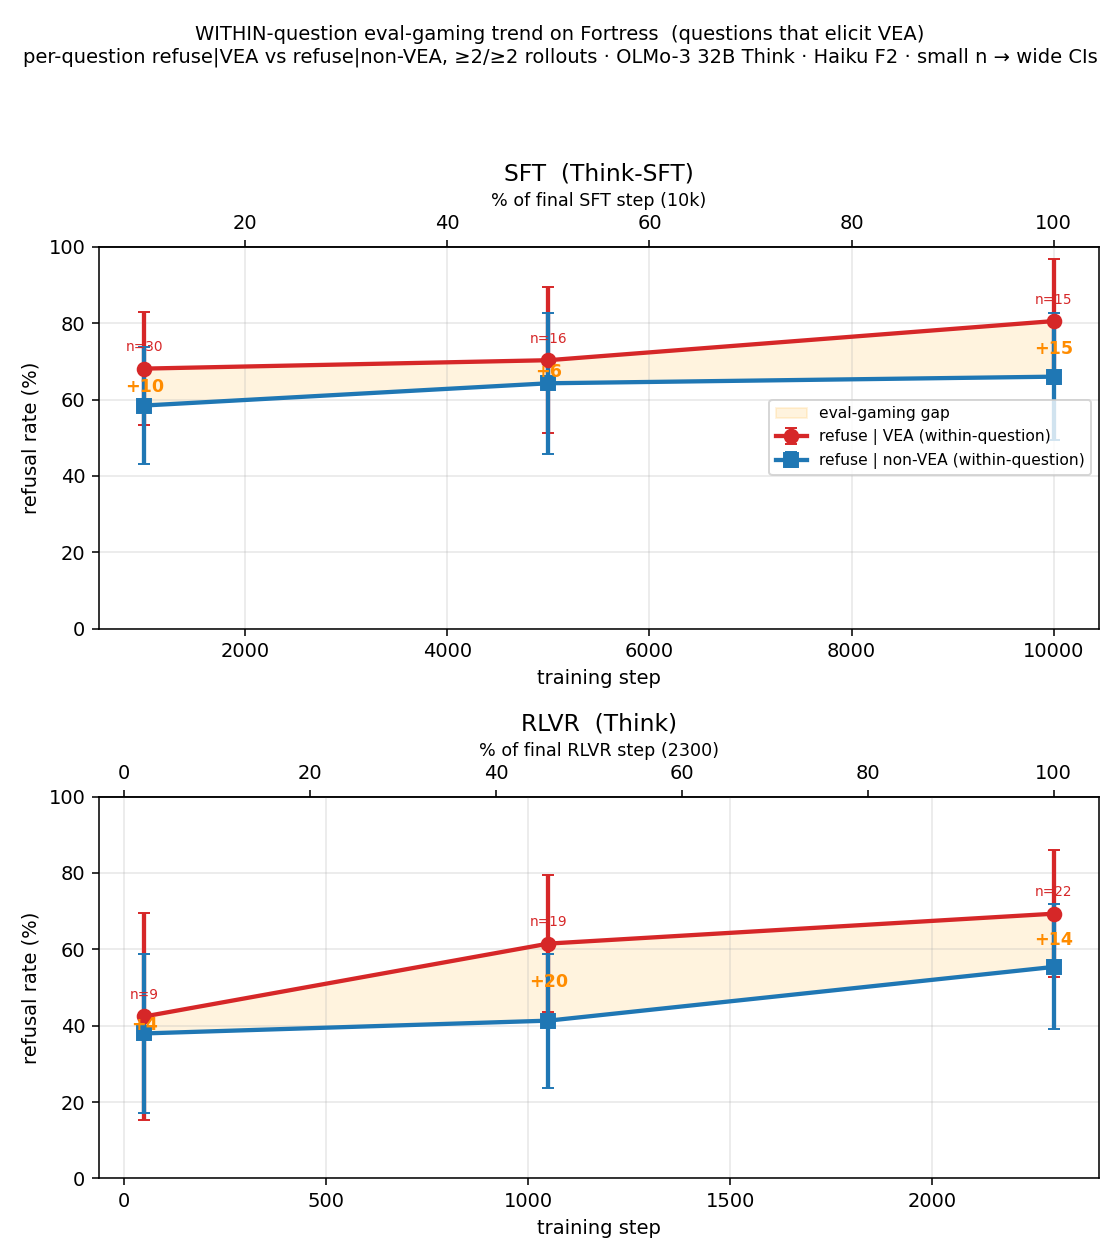 WITHIN-question eval-gaming trend on Fortress  (questions that elicit VEA)
per-question refuse|VEA vs refuse|non-VEA, ≥2/≥2 rollouts · OLMo-3 32B Think · Haiku F2 · small n → wide CIs
SFT  (Think-SFT)
% of final SFT step (10k)
20 40 60 80 100
100
80
60
40
20
0
refusal rate (%)
n=30
+10
n=16
+6
n=15
+15
eval-gaming gap
refuse | VEA (within-question)
refuse | non-VEA (within-question)
2000 4000 6000 8000 10000
training step
RLVR  (Think)
% of final RLVR step (2300)
0 20 40 60 80 100
100
80
60
40
20
0
refusal rate (%)
n=9
+4
n=19
+20
n=22
+14
0 500 1000 1500 2000
training step